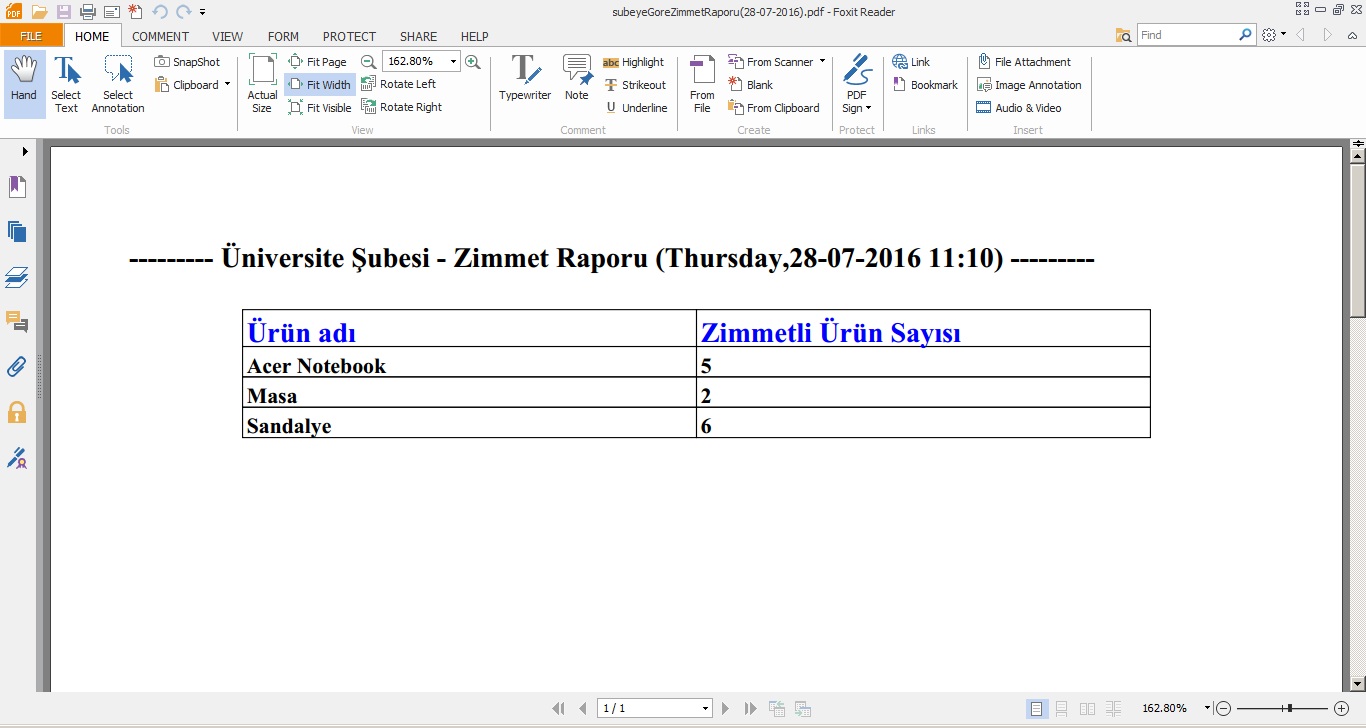 subeyeGoreZimmetRaporu(28-07-2016).pdf - Foxit Reader
FILE HOME COMMENT VIEW FORM PROTECT SHARE HELP Find
Hand
Select Text
Select Annotation
SnapShot
Clipboard
Tools
Actual Size
Fit Page
Fit Width
Fit Visible
162.80%
Rotate Left
Rotate Right
View
Typewriter
Note
abc Highlight
T Strikeout
U Underline
Comment
From File
From Scanner
Blank
From Clipboard
Create
PDF Sign
Protect
Link
Bookmark
Links
File Attachment
Image Annotation
Audio & Video
Insert
--------- Üniversite Şubesi - Zimmet Raporu (Thursday,28-07-2016 11:10) ---------
Ürün adı Zimmetli Ürün Sayısı
Acer Notebook 5
Masa 2
Sandalye 6
1 / 1 162.80%